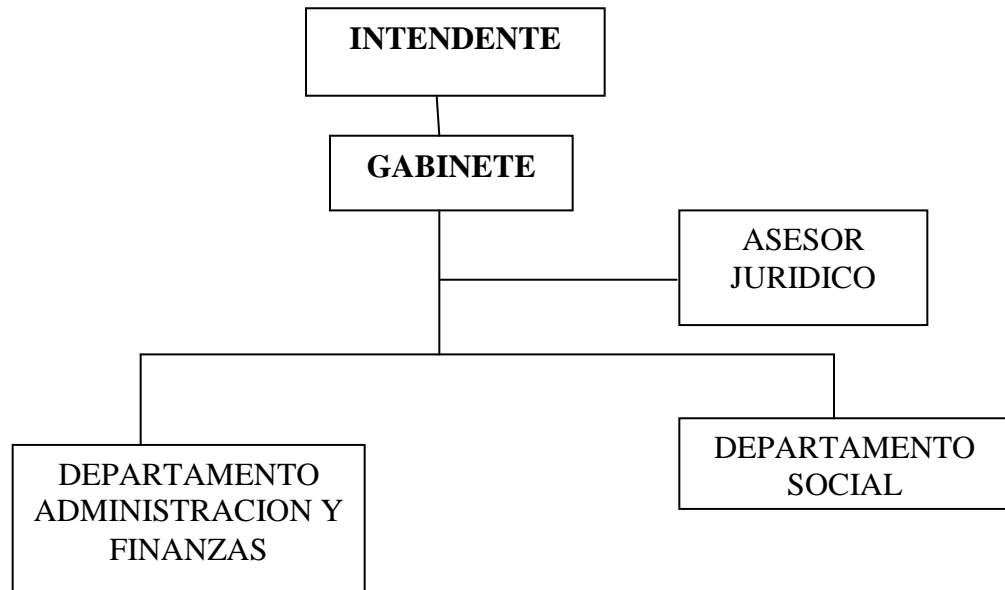 INTENDENTE
GABINETE
ASESOR
JURIDICO
DEPARTAMENTO
SOCIAL
DEPARTAMENTO
ADMINISTRACION Y
FINANZAS